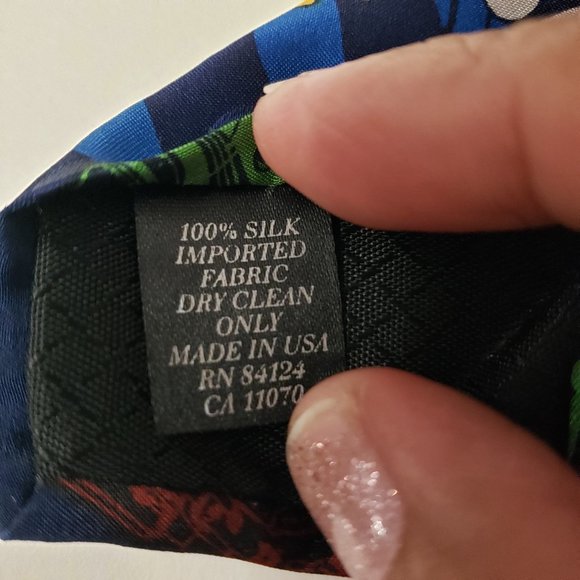 100% SILK
IMPORTED
FABRIC
DRY CLEAN
ONLY
MADE IN USA
RN 84124
CA 11070